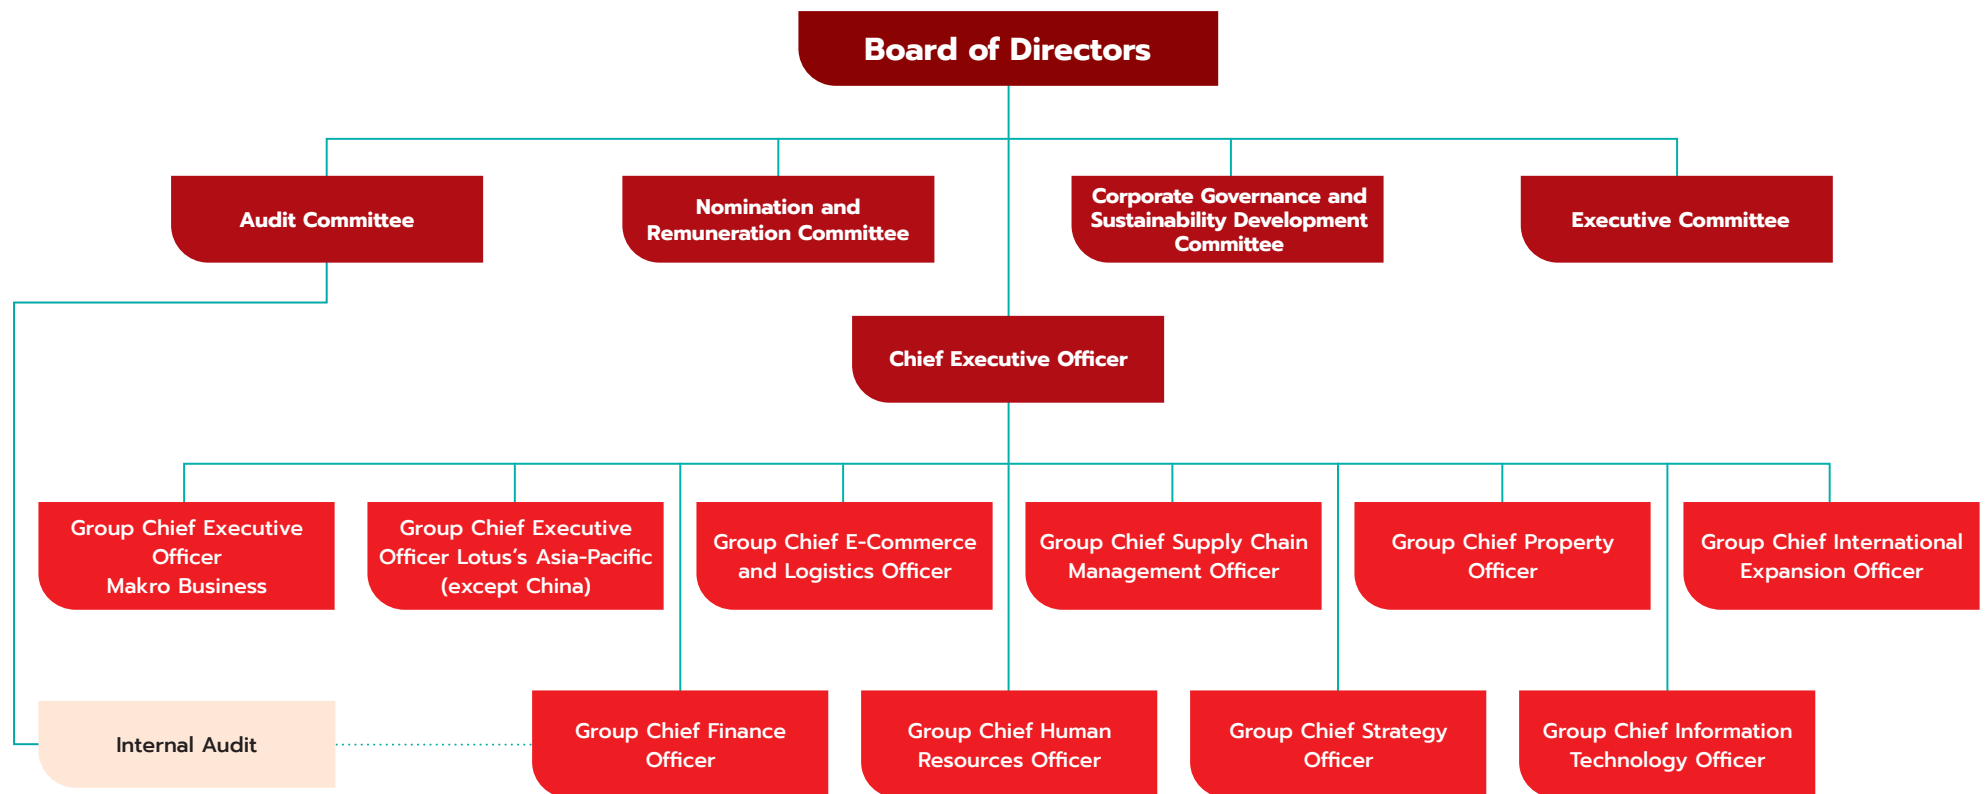 Board of Directors
Audit Committee
Nomination and
Remuneration Committee
Corporate Governance and
Sustainability Development
Committee
Executive Committee
Chief Executive Officer
Group Chief Executive
Officer
Makro Business
Group Chief Executive
Officer Lotus’s Asia-Pacific
(except China)
Group Chief E-Commerce
and Logistics Officer
Group Chief Supply Chain
Management Officer
Group Chief Property
Officer
Group Chief International
Expansion Officer
Internal Audit
Group Chief Finance
Officer
Group Chief Human
Resources Officer
Group Chief Strategy
Officer
Group Chief Information
Technology Officer